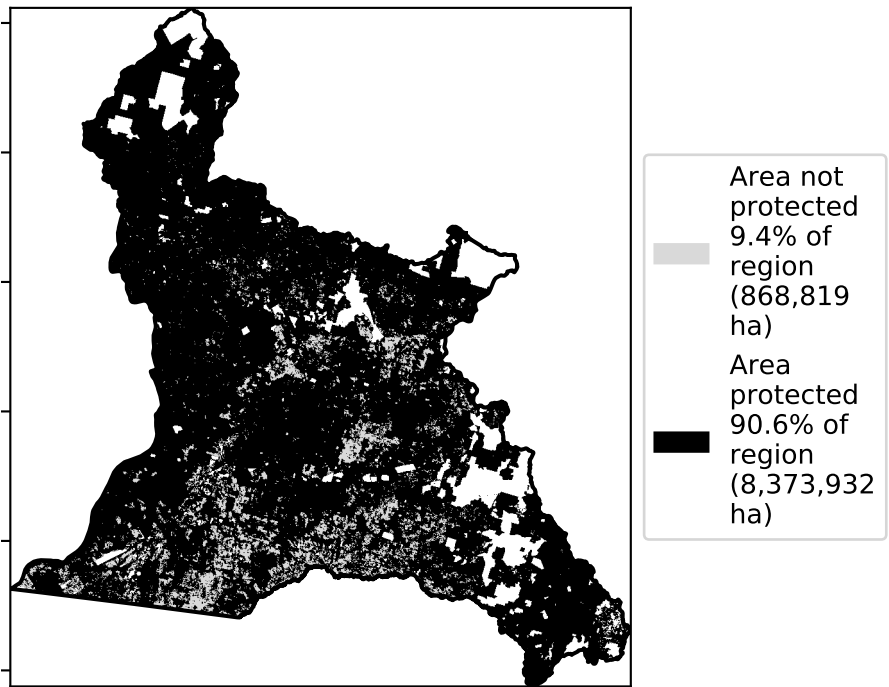 Area not
protected
9.4% of
region
(868,819
ha)
Area
protected
90.6% of
region
(8,373,932
ha)